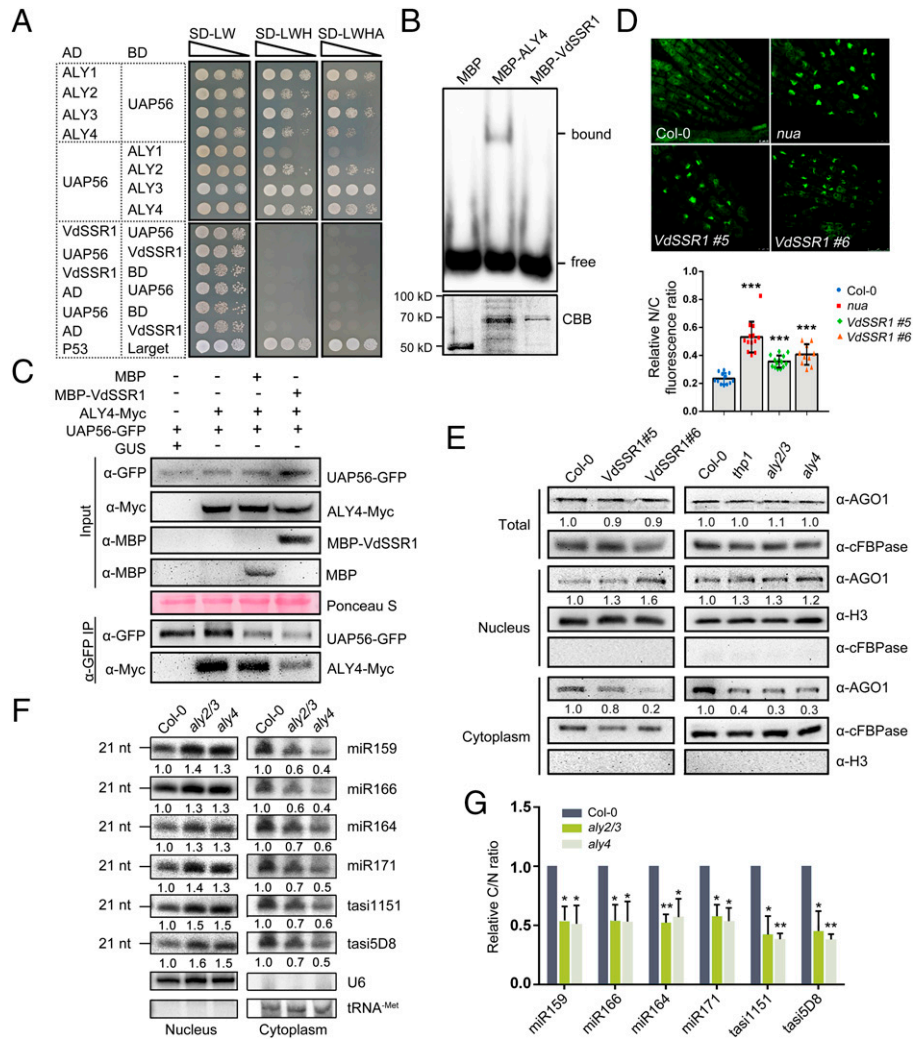 A
SD-LW SD-LWH SD-LWHA
AD BD
ALY1
ALY2
ALY3
ALY4
UAP56
UAP56
ALY1
ALY2
ALY3
ALY4
VdSSR1 UAP56
UAP56 VdSSR1
VdSSR1 BD
AD UAP56
UAP56 BD
AD VdSSR1
P53 Larget
B
MBP MBP-ALY4 MBP-VdSSR1
bound
free
100 kD
70 kD
50 kD
CBB
C
MBP - - + -
MBP-VdSSR1 - - - +
ALY4-Myc - + + +
UAP56-GFP + + + +
GUS + - - -
Input
α-GFP UAP56-GFP
α-Myc ALY4-Myc
α-MBP MBP-VdSSR1
α-MBP MBP
Ponceau S
α-GFP IP
α-GFP UAP56-GFP
α-Myc ALY4-Myc
D
Col-0 nua
VdSSR1 #5 VdSSR1 #6
Relative N/C fluorescence ratio
1.0
0.8
0.6
0.4
0.2
0.0
*** *** ***
Col-0
nua
VdSSR1 #5
VdSSR1 #6
E
Col-0 VdSSR1#5 VdSSR1#6 Col-0 thp1 aly2/3 aly4
Total
α-AGO1
1.0 0.9 0.9 1.0 1.0 1.1 1.0
α-cFBPase
Nucleus
α-AGO1
1.0 1.3 1.6 1.0 1.3 1.3 1.2
α-H3
α-cFBPase
Cytoplasm
α-AGO1
1.0 0.8 0.2 1.0 0.4 0.3 0.3
α-cFBPase
α-H3
F
Col-0 aly2/3 aly4 Col-0 aly2/3 aly4
21 nt miR159
1.0 1.4 1.3 1.0 0.6 0.4
21 nt miR166
1.0 1.3 1.3 1.0 0.6 0.4
21 nt miR164
1.0 1.3 1.3 1.0 0.7 0.6
21 nt miR171
1.0 1.4 1.3 1.0 0.7 0.5
21 nt tasi1151
1.0 1.5 1.5 1.0 0.7 0.6
21 nt tasi5D8
1.0 1.6 1.5 1.0 0.7 0.5
U6
tRNA-Met
Nucleus Cytoplasm
G
Relative C/N ratio
1.5
1.0
0.5
0.0
Col-0
aly2/3
aly4
* * * * ** * * * * ** * **
miR159 miR166 miR164 miR171 tasi1151 tasi5D8